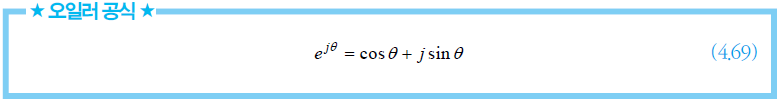 ★ 오일러 공식 ★
e^{jθ} = cos θ + j sin θ (4.69)